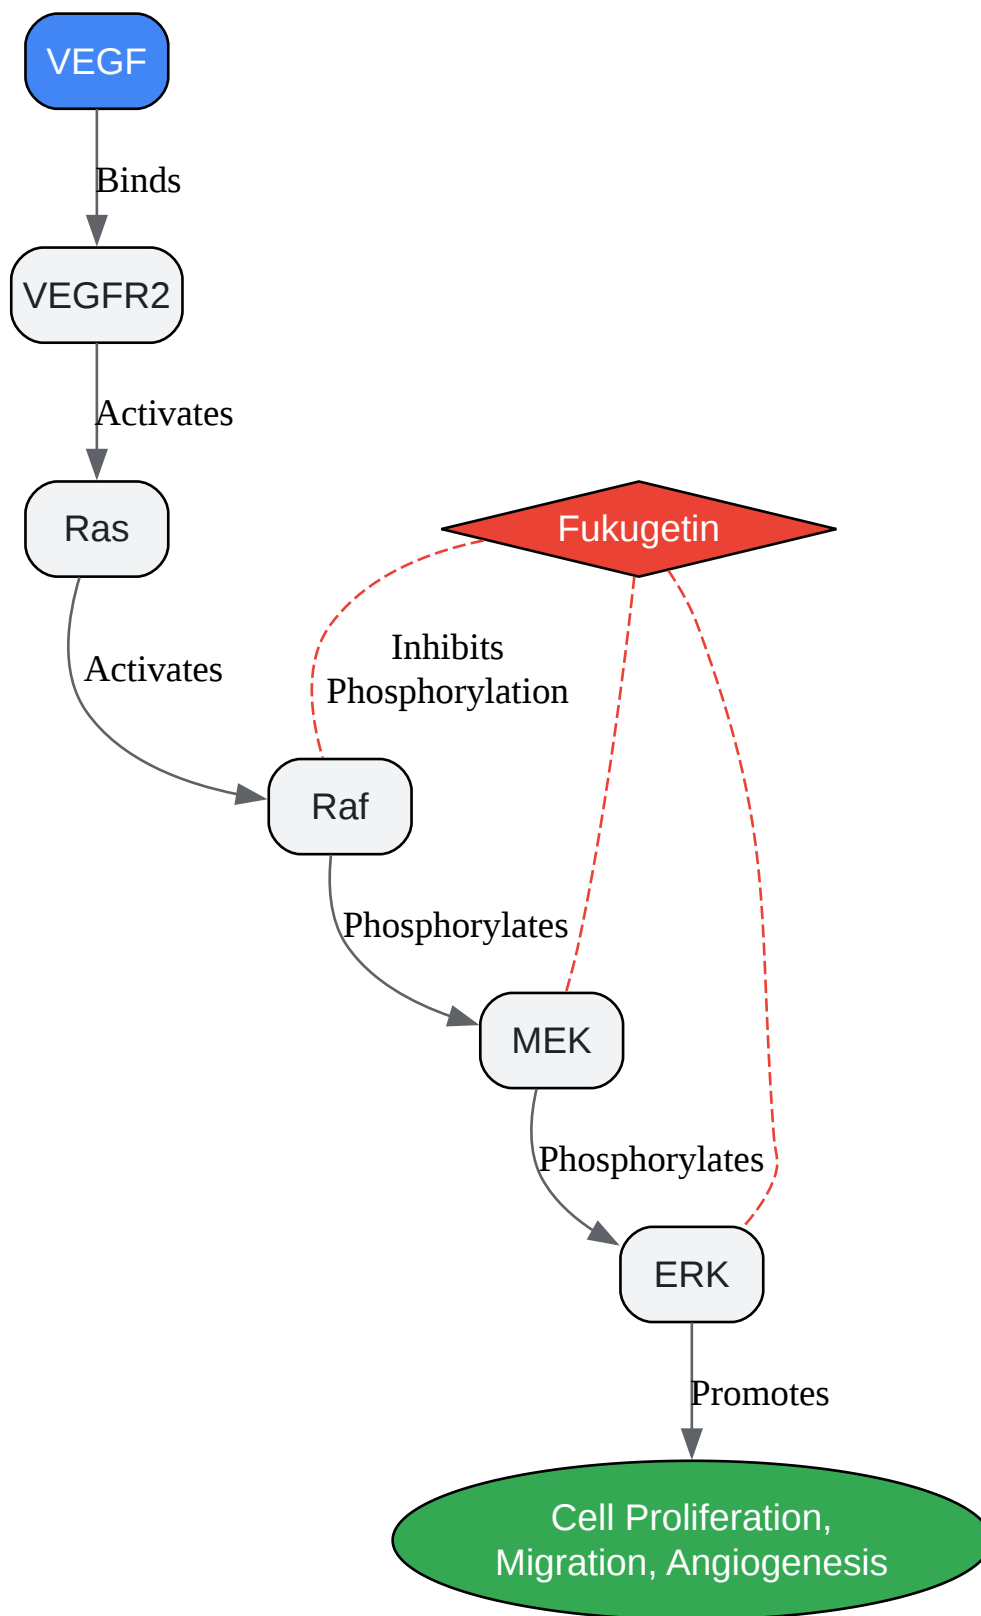 VEGF
Binds
VEGFR2
Activates
Ras
Fukugetin
Activates
Inhibits
Phosphorylation
Raf
Phosphorylates
MEK
Phosphorylates
ERK
Promotes
Cell Proliferation,
Migration, Angiogenesis